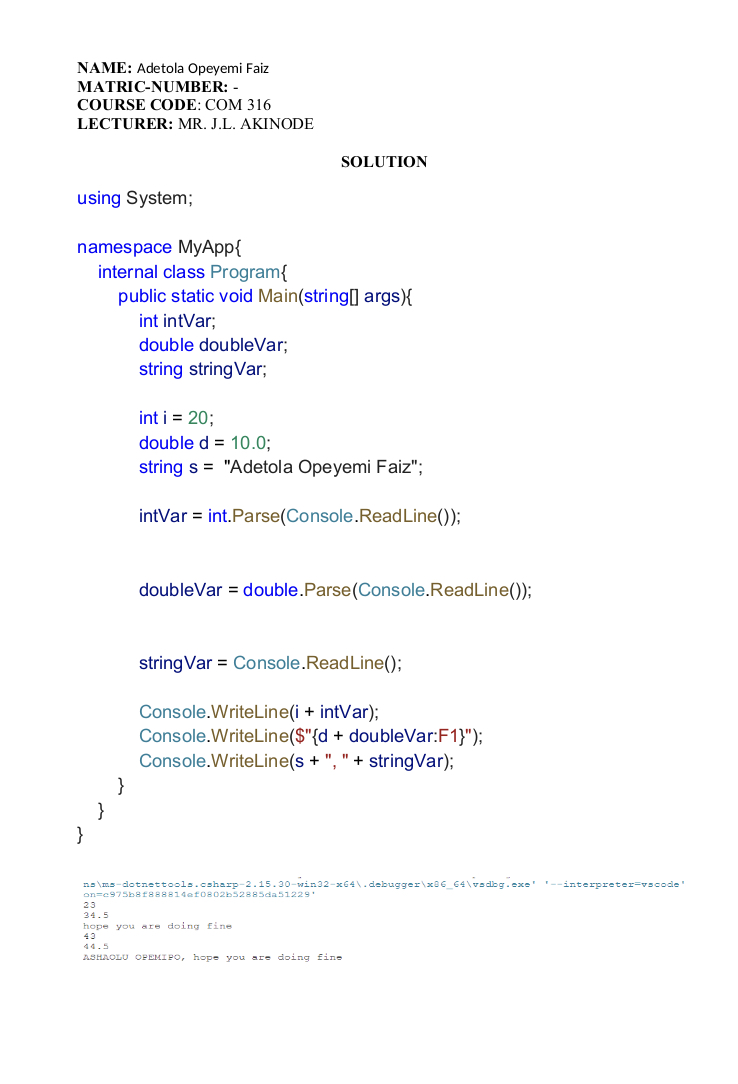 NAME: Adetola Opeyemi Faiz
MATRIC-NUMBER: -
COURSE CODE: COM 316
LECTURER: MR. J.L. AKINODE
SOLUTION
using System;
namespace MyApp{
internal class Program{
public static void Main(string[] args){
int intVar;
double doubleVar;
string stringVar;
int i = 20;
double d = 10.0;
string s =  "Adetola Opeyemi Faiz";
intVar = int.Parse(Console.ReadLine());
doubleVar = double.Parse(Console.ReadLine());
stringVar = Console.ReadLine();
Console.WriteLine(i + intVar);
Console.WriteLine($"{d + doubleVar:F1}");
Console.WriteLine(s + ", " + stringVar);
}
}
}
ns\ms-dotnettools.csharp-2.15.30-win32-x64\.debugger\x86_64\vsdbg.exe' '--interpreter=vscode'
on=c975b8f888814ef0802b52885da51229'
23
34.5
hope you are doing fine
43
44.5
ASHAOLU OPEMIPO, hope you are doing fine